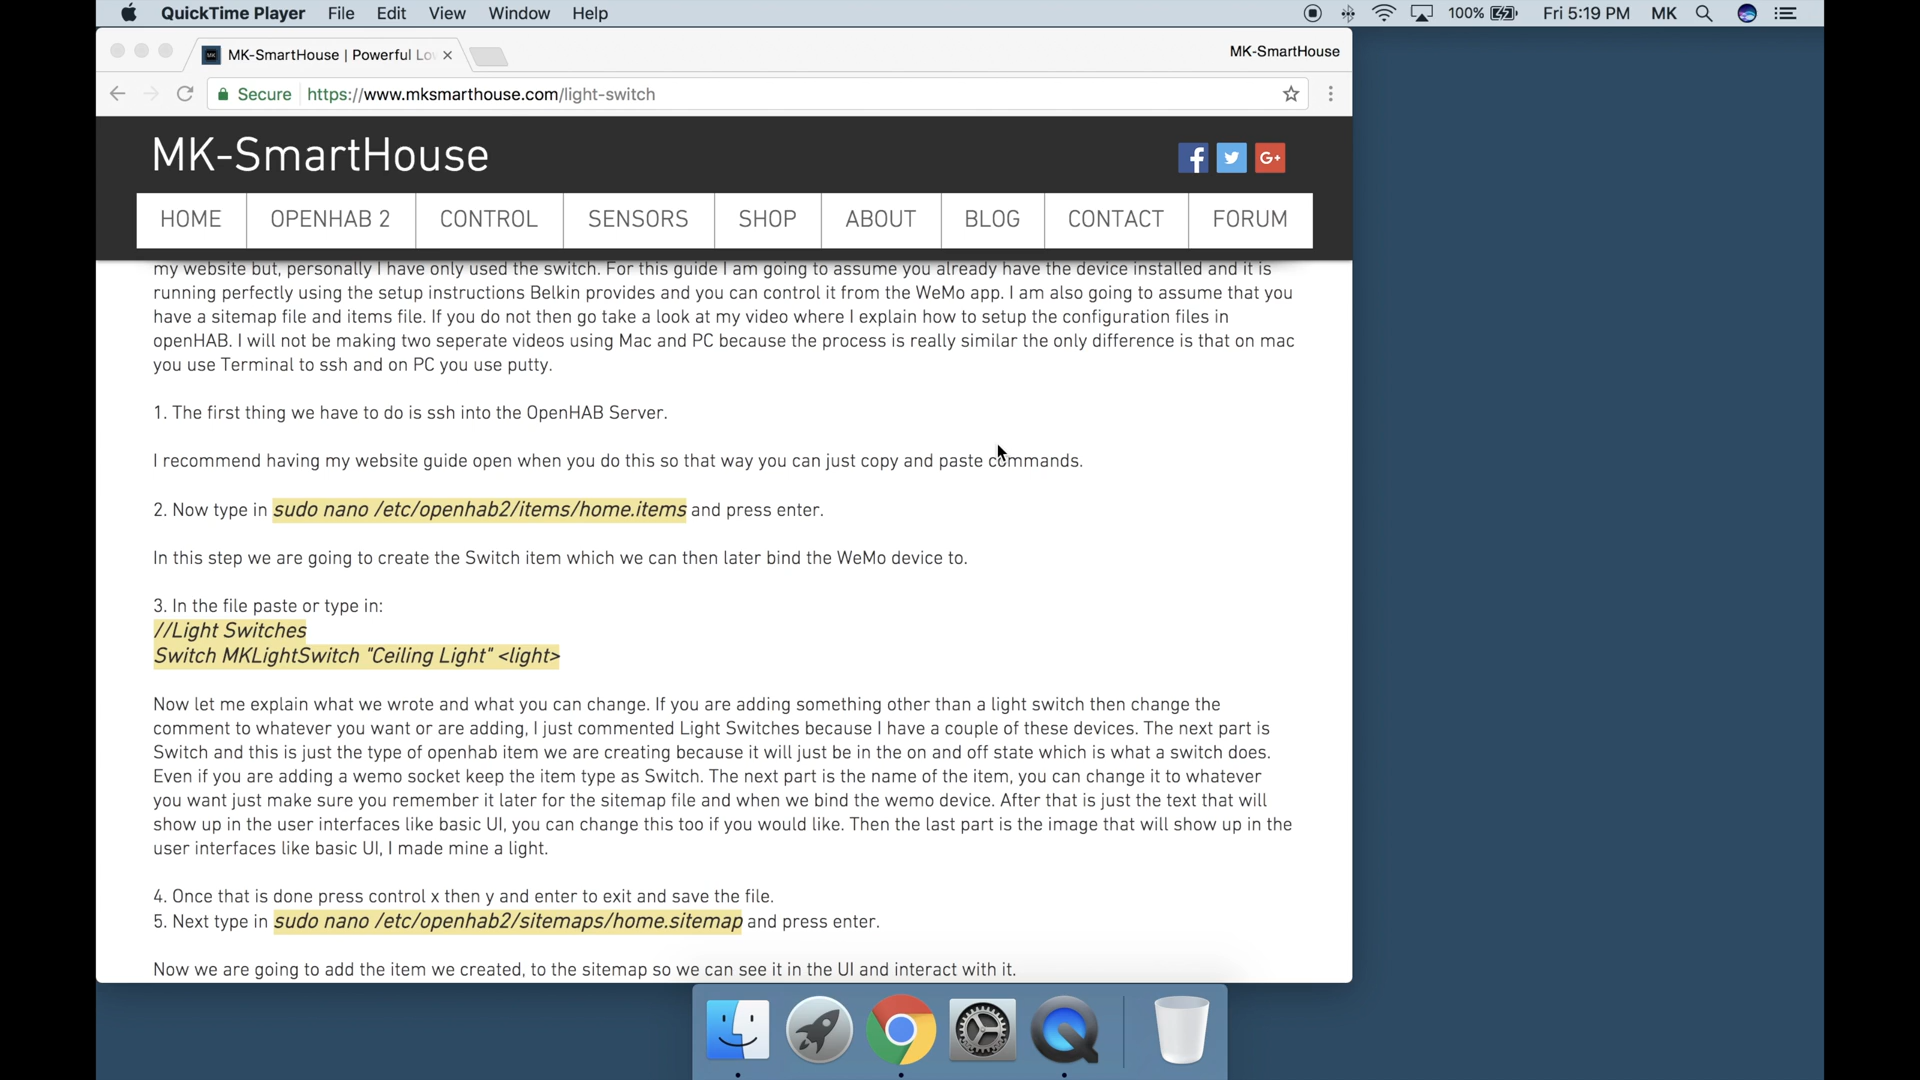 QuickTime Player File Edit View Window Help 100% Fri 5:19 PM MK
MK-SmartHouse | Powerful Lo
MK-SmartHouse
Secure https://www.mksmarthouse.com/light-switch
MK-SmartHouse
G+
HOME OPENHAB 2 CONTROL SENSORS SHOP ABOUT BLOG CONTACT FORUM
my website but, personally I have only used the switch. For this guide I am going to assume you already have the device installed and it is
running perfectly using the setup instructions Belkin provides and you can control it from the WeMo app. I am also going to assume that you
have a sitemap file and items file. If you do not then go take a look at my video where I explain how to setup the configuration files in
openHAB. I will not be making two seperate videos using Mac and PC because the process is really similar the only difference is that on mac
you use Terminal to ssh and on PC you use putty.
1. The first thing we have to do is ssh into the OpenHAB Server.
I recommend having my website guide open when you do this so that way you can just copy and paste commands.
2. Now type in sudo nano /etc/openhab2/items/home.items and press enter.
In this step we are going to create the Switch item which we can then later bind the WeMo device to.
3. In the file paste or type in:
//Light Switches
Switch MKLightSwitch "Ceiling Light" <light>
Now let me explain what we wrote and what you can change. If you are adding something other than a light switch then change the
comment to whatever you want or are adding, I just commented Light Switches because I have a couple of these devices. The next part is
Switch and this is just the type of openhab item we are creating because it will just be in the on and off state which is what a switch does.
Even if you are adding a wemo socket keep the item type as Switch. The next part is the name of the item, you can change it to whatever
you want just make sure you remember it later for the sitemap file and when we bind the wemo device. After that is just the text that will
show up in the user interfaces like basic UI, you can change this too if you would like. Then the last part is the image that will show up in the
user interfaces like basic UI, I made mine a light.
4. Once that is done press control x then y and enter to exit and save the file.
5. Next type in sudo nano /etc/openhab2/sitemaps/home.sitemap and press enter.
Now we are going to add the item we created, to the sitemap so we can see it in the UI and interact with it.